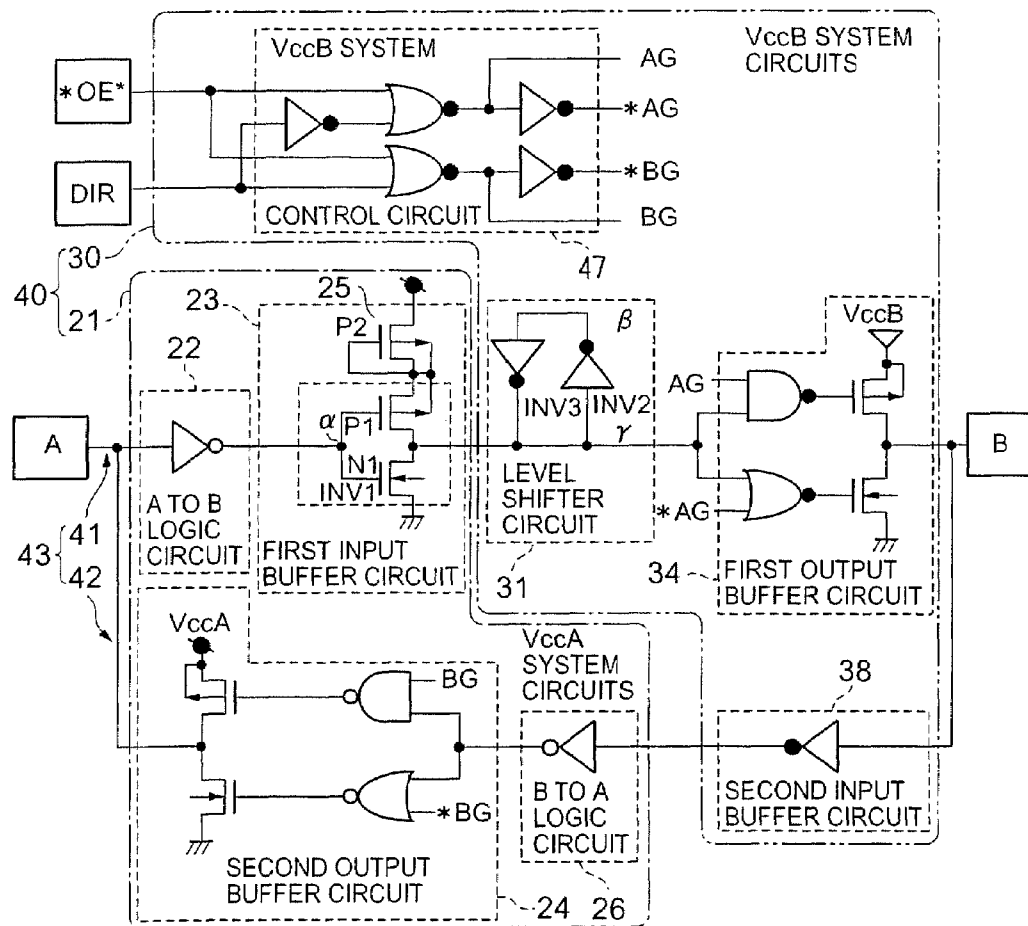 VccB SYSTEM
VccB SYSTEM
CIRCUITS
*OE*
AG
*AG
DIR
*BG
BG
CONTROL CIRCUIT
30
40
21
47
23
25
P2
22
β
VccB
AG
A
α
P1
INV3
INV2
γ
B
N1
INV1
41
43
42
A TO B
LOGIC
CIRCUIT
LEVEL
SHIFTER
CIRCUIT
*AG
FIRST INPUT
BUFFER CIRCUIT
31
34
FIRST OUTPUT
BUFFER CIRCUIT
VccA
VccA
SYSTEM
CIRCUITS
BG
38
*BG
B TO A
LOGIC
CIRCUIT
SECOND INPUT
BUFFER CIRCUIT
SECOND OUTPUT
BUFFER CIRCUIT
24
26